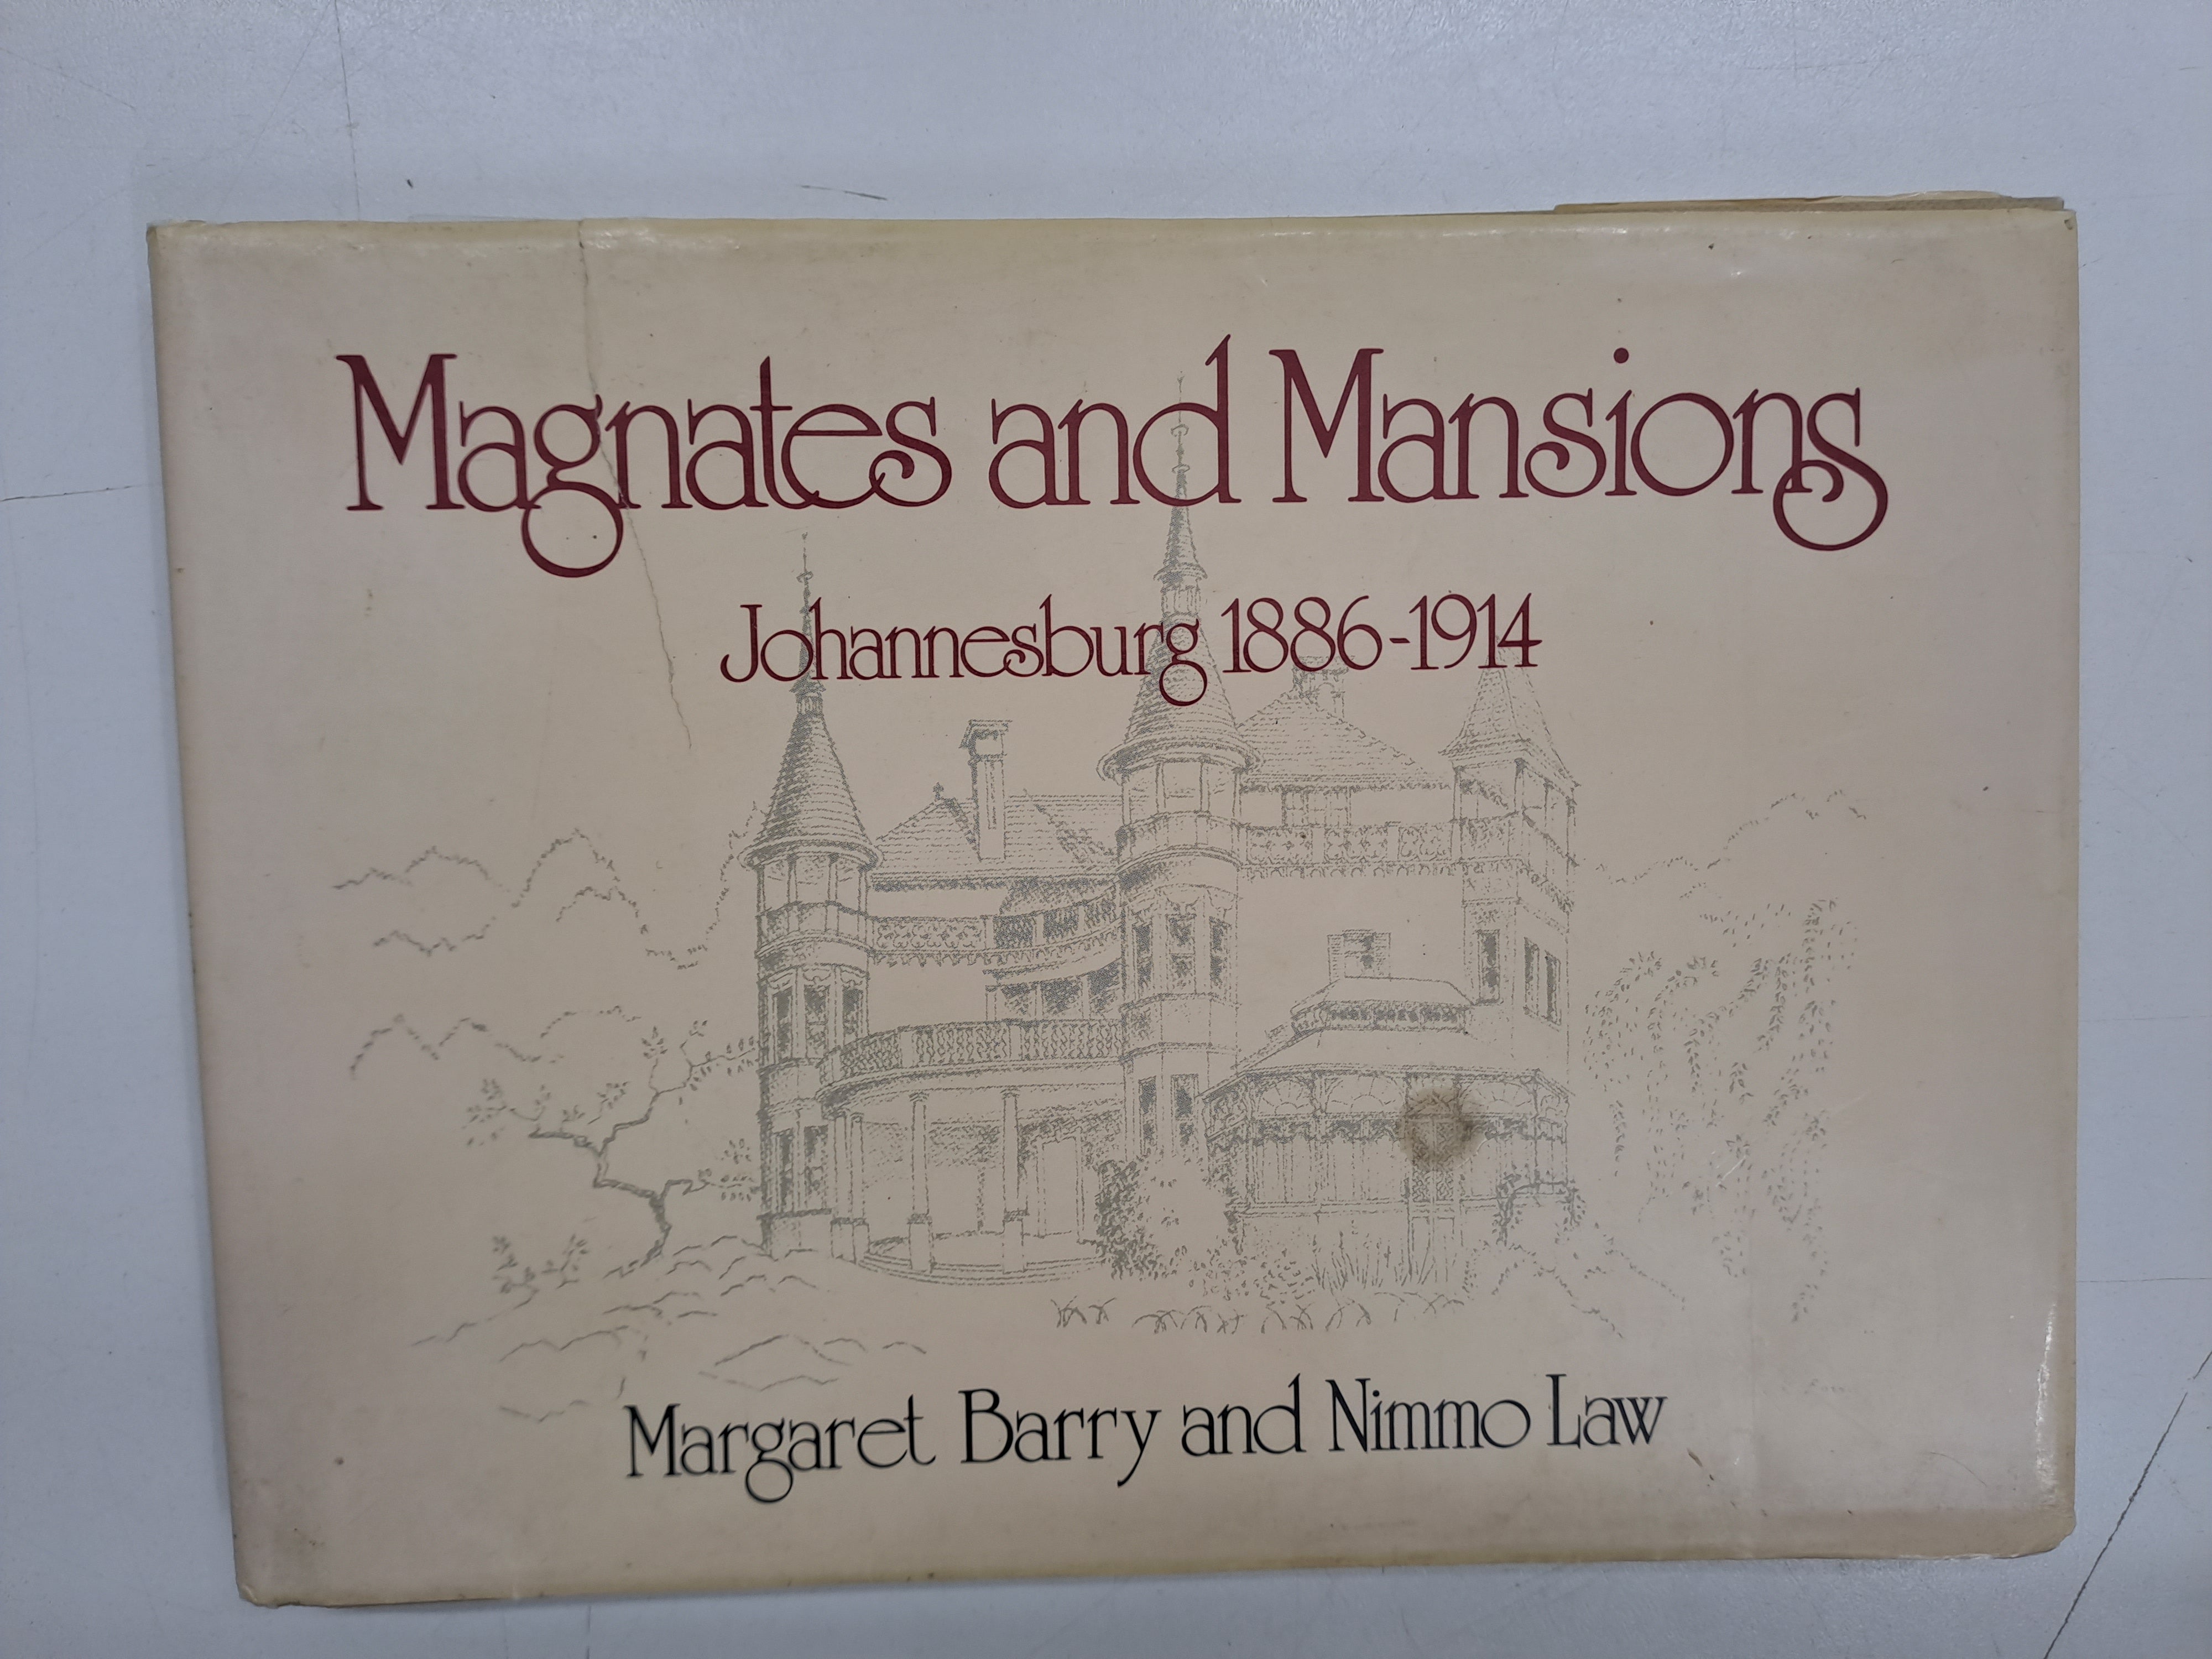 Magnates and Mansions
Johannesburg 1886-1914
Margaret Barry and Nimmo Law